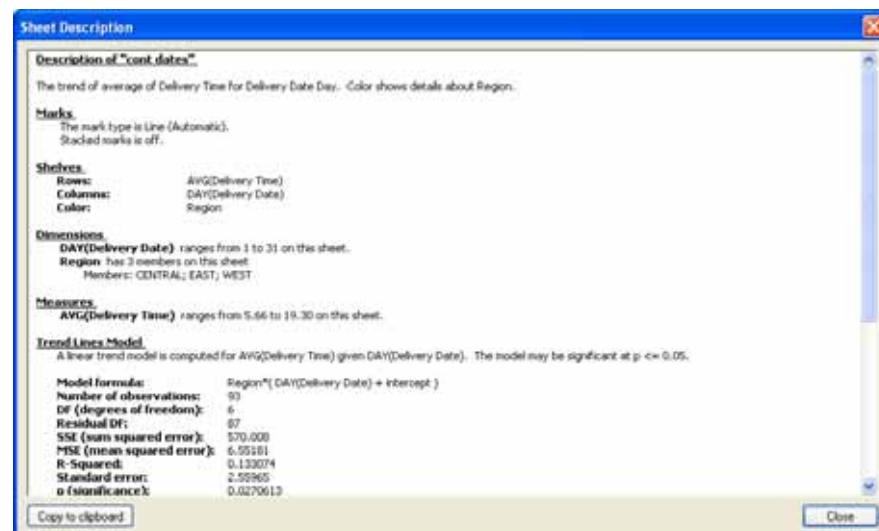 Sheet Description
Description of "cont dates"
The trend of average of Delivery Time for Delivery Date Day. Color shows details about Region.
Marks
The mark type is Line (Automatic).
Stacked marks is off.
Shelves
Rows: AVG(Delivery Time)
Columns: DAY(Delivery Date)
Color: Region
Dimensions
DAY(Delivery Date) ranges from 1 to 31 on this sheet.
Region has 3 members on this sheet
Members: CENTRAL; EAST; WEST
Measures
AVG(Delivery Time) ranges from 5.66 to 19.30 on this sheet.
Trend Lines Model
A linear trend model is computed for AVG(Delivery Time) given DAY(Delivery Date). The model may be significant at p <= 0.05.
Model formula: Region*( DAY(Delivery Date) + intercept )
Number of observations: 93
DF (degrees of freedom): 6
Residual DF: 87
SSE (sum squared error): 570.008
MSE (mean squared error): 6.55181
R-Squared: 0.133074
Standard error: 2.55965
p (significance): 0.0270613
Copy to clipboard Close